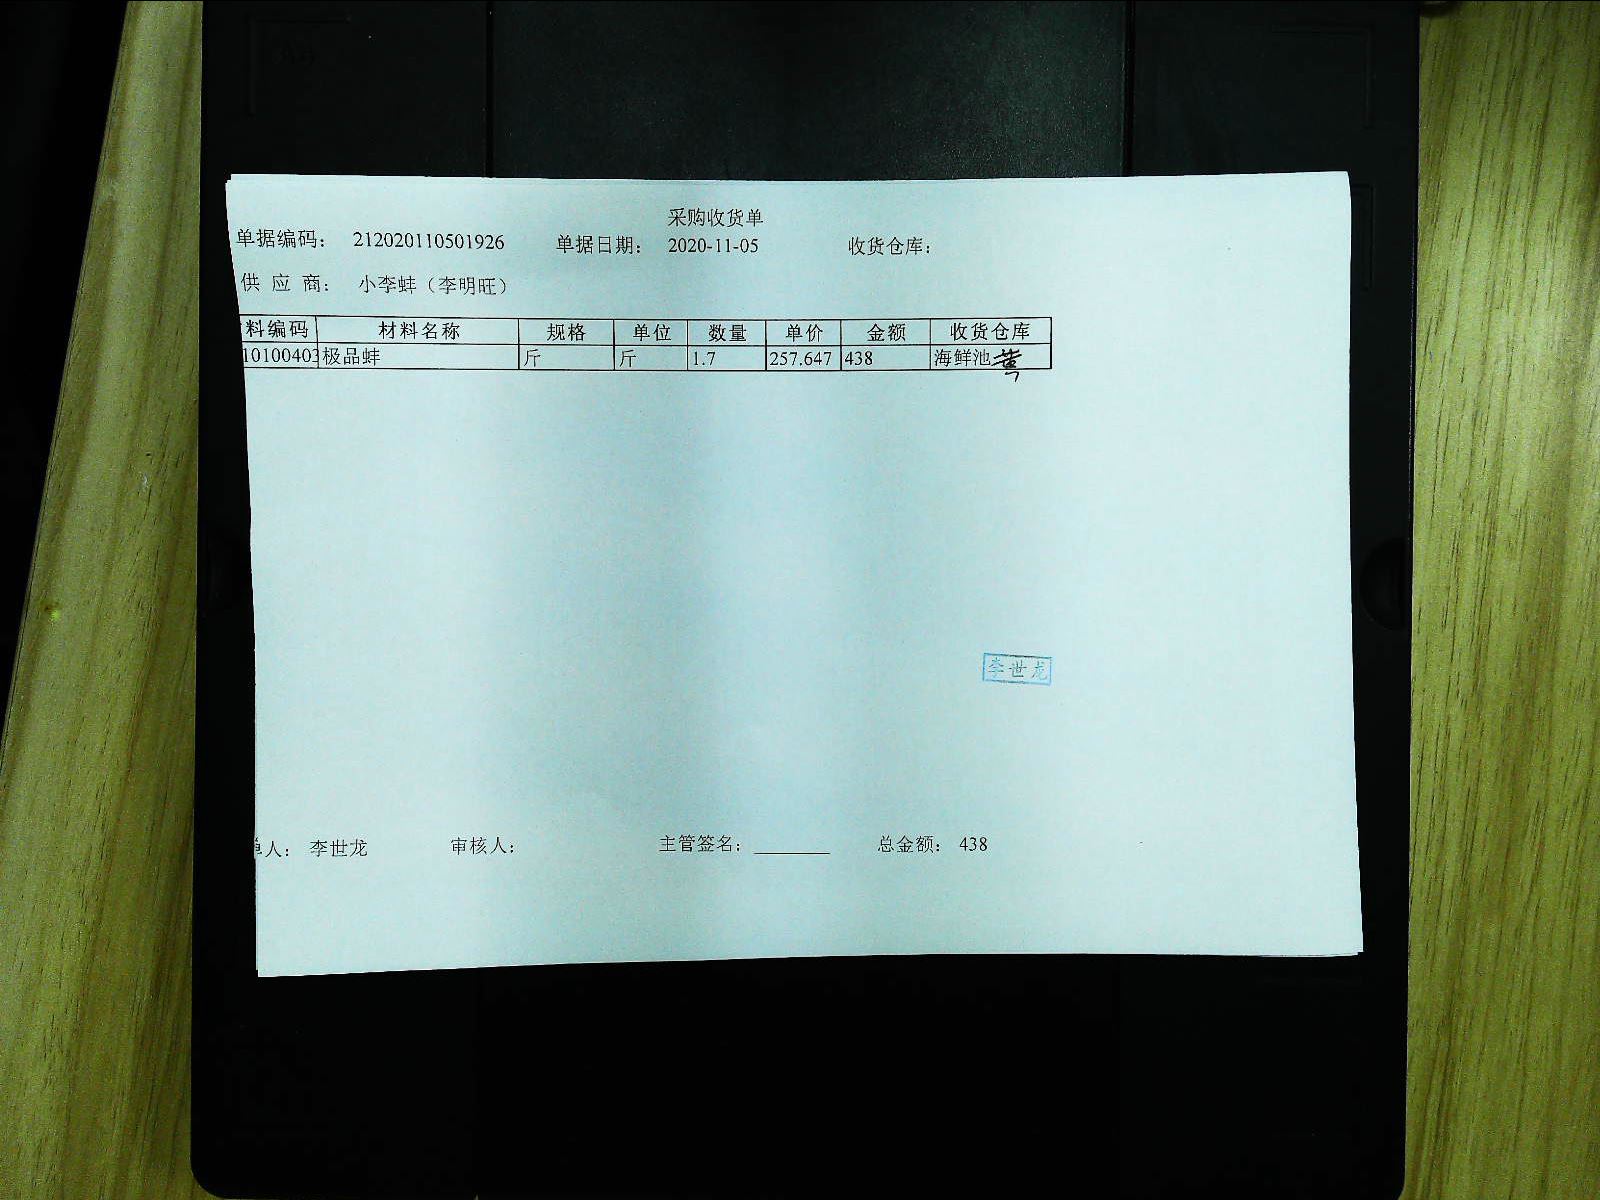 采购收货单
单据编码： 212020110501926 单据日期： 2020-11-05 收货仓库：
供 应 商： 小李蚌（李明旺）
料编码 材料名称 规格 单位 数量 单价 金额 收货仓库
10100403 极品蚌 斤 斤 1.7 257.647 438 海鲜池
李世龙
单人： 李世龙 审核人： 主管签名： 总金额： 438